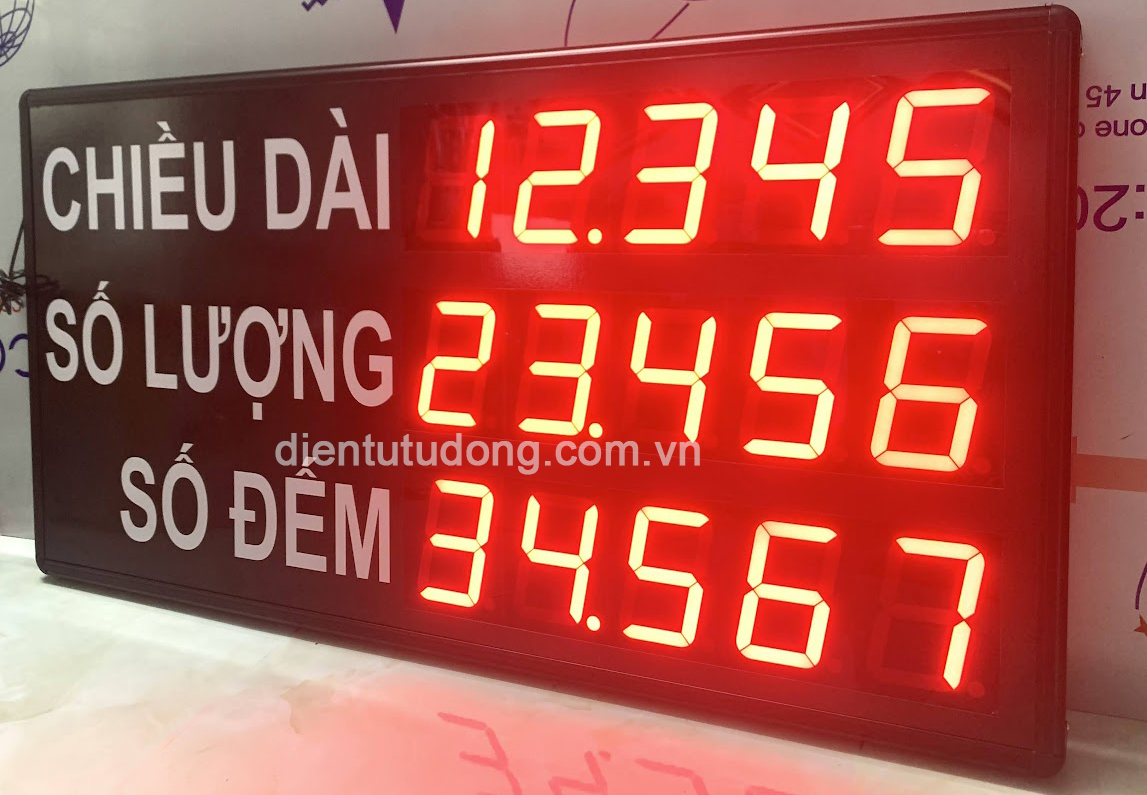 CHIỀU DÀI 12.345
SỐ LƯỢNG 23.456
dientutudong.com.vn
SỐ ĐẾM 34.567